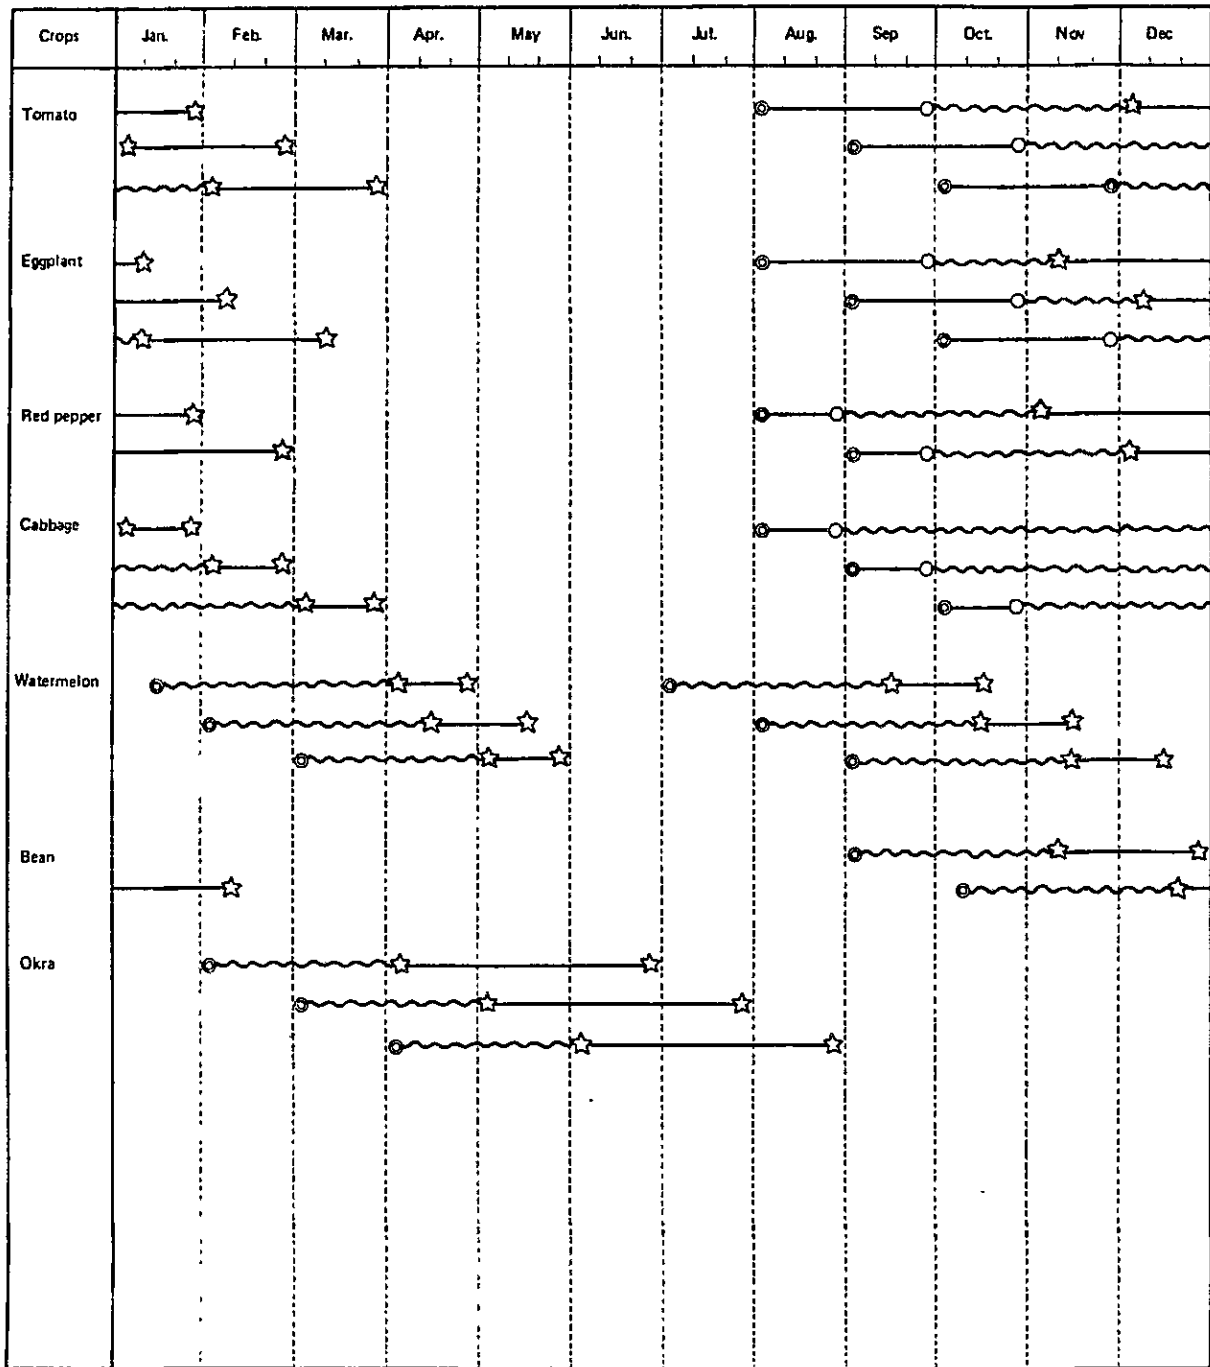 Crops Jan. Feb. Mar. Apr. May Jun. Jul. Aug. Sep Oct. Nov Dec
Tomato
Eggplant
Red pepper
Cabbage
Watermelon
Bean
Okra